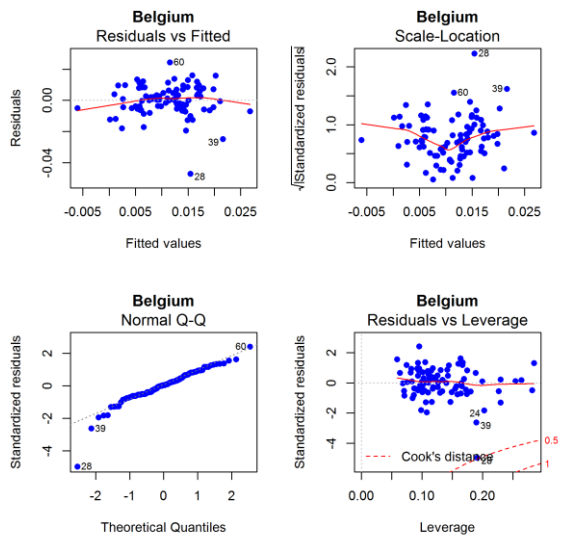 Belgium
Residuals vs Fitted
Residuals
0.00
-0.04
60
39
28
-0.005
0.005
0.015
0.025
Fitted values
Belgium
Scale-Location
√|Standardized residuals|
2.0
1.0
0.0
28
39
60
-0.005
0.005
0.015
0.025
Fitted values
Belgium
Normal Q-Q
Standardized residuals
2
0
-2
-4
60
39
28
-2
-1
0
1
2
Theoretical Quantiles
Belgium
Residuals vs Leverage
Standardized residuals
2
0
-2
-4
24
39
28
Cook's distance
0.5
1
0.00
0.10
0.20
Leverage